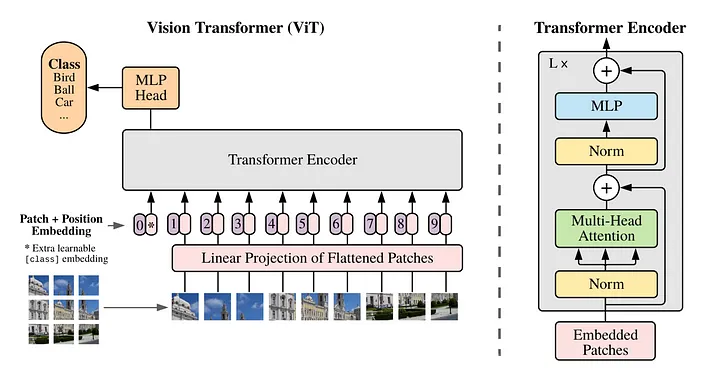 Vision Transformer (ViT)
Class
Bird
Ball
Car
...
MLP
Head
Transformer Encoder
Patch + Position
Embedding
* Extra learnable
[class] embedding
0 * 1 2 3 4 5 6 7 8 9
Linear Projection of Flattened Patches
Transformer Encoder
L x
+
MLP
Norm
+
Multi-Head
Attention
Norm
Embedded
Patches